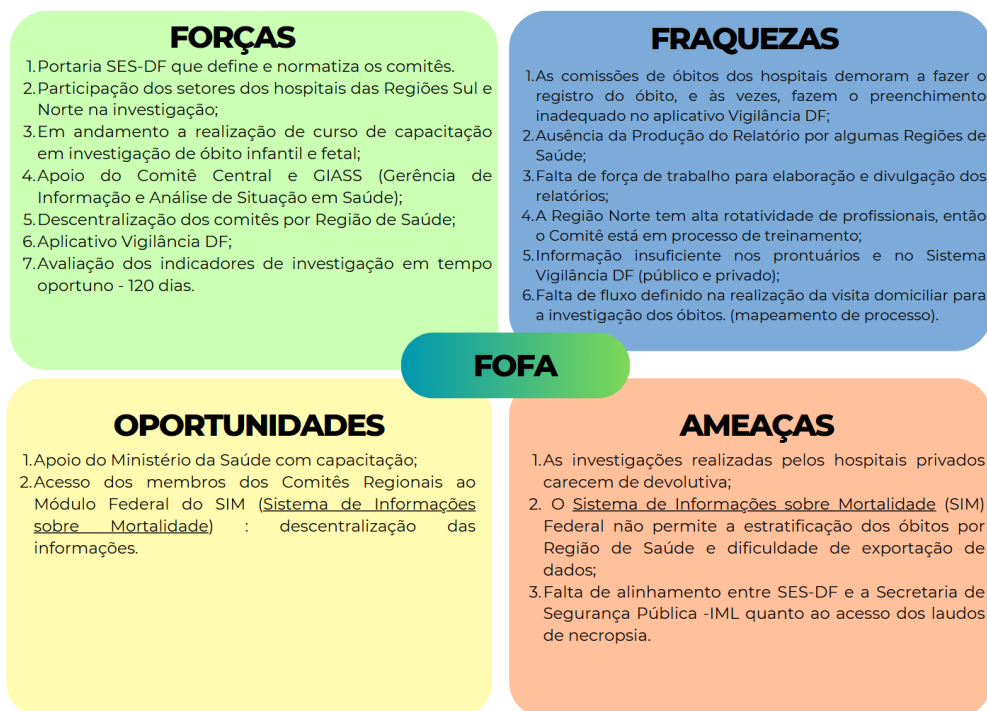 FORÇAS
1.Portaria SES-DF que define e normatiza os comitês.
2.Participação dos setores dos hospitais das Regiões Sul e
Norte na investigação;
3.Em andamento a realização de curso de capacitação
em investigação de óbito infantil e fetal;
4.Apoio do Comitê Central e GIASS (Gerência de
Informação e Análise de Situação em Saúde);
5.Descentralização dos comitês por Região de Saúde;
6.Aplicativo Vigilância DF;
7.Avaliação dos indicadores de investigação em tempo
oportuno - 120 dias.
FRAQUEZAS
1.As comissões de óbitos dos hospitais demoram a fazer o
registro do óbito, e às vezes, fazem o preenchimento
inadequado no aplicativo Vigilância DF;
2.Ausência da Produção do Relatório por algumas Regiões de
Saúde;
3.Falta de força de trabalho para elaboração e divulgação dos
relatórios;
4.A Região Norte tem alta rotatividade de profissionais, então
o Comitê está em processo de treinamento;
5.Informação insuficiente nos prontuários e no Sistema
Vigilância DF (público e privado);
6.Falta de fluxo definido na realização da visita domiciliar para
a investigação dos óbitos. (mapeamento de processo).
FOFA
OPORTUNIDADES
1.Apoio do Ministério da Saúde com capacitação;
2.Acesso dos membros dos Comitês Regionais ao
Módulo Federal do SIM (Sistema de Informações
sobre Mortalidade) : descentralização das
informações.
AMEAÇAS
1.As investigações realizadas pelos hospitais privados
carecem de devolutiva;
2. O Sistema de Informações sobre Mortalidade (SIM)
Federal não permite a estratificação dos óbitos por
Região de Saúde e dificuldade de exportação de
dados;
3.Falta de alinhamento entre SES-DF e a Secretaria de
Segurança Pública -IML quanto ao acesso dos laudos
de necropsia.